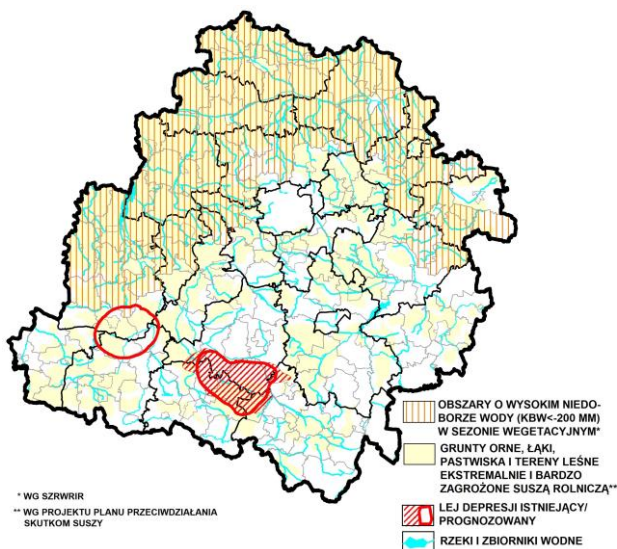 OBSZARY O WYSOKIM NIEDO-
BORZE WODY (KBW<-200 MM)
W SEZONIE WEGETACYJNYM*
GRUNTY ORNE, ŁĄKI,
PASTWISKA I TERENY LEŚNE
EKSTREMALNIE I BARDZO
ZAGROŻONE SUSZĄ ROLNICZĄ**
LEJ DEPRESJI ISTNIEJĄCY/
PROGNOZOWANY
RZEKI I ZBIORNIKI WODNE
* WG SZRWRIR
** WG PROJEKTU PLANU PRZECIWDZIAŁANIA
SKUTKOM SUSZY